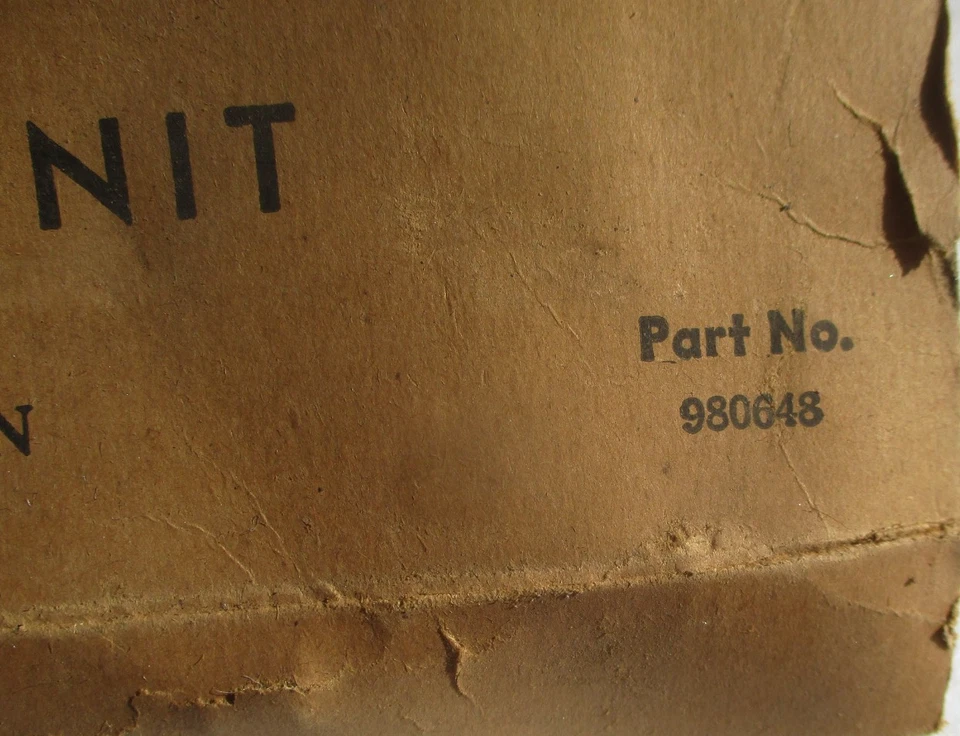 NIT
Part No.
980648
N